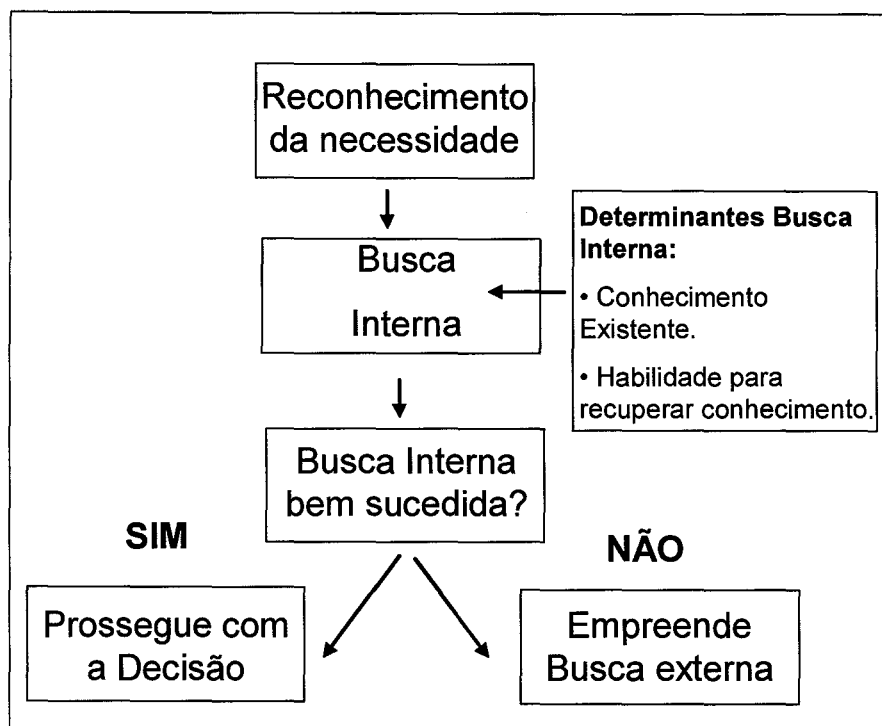 Reconhecimento
da necessidade
Busca
Interna
Determinantes Busca
Interna:
• Conhecimento
Existente.
• Habilidade para
recuperar conhecimento.
Busca Interna
bem sucedida?
SIM
NÃO
Prossegue com
a Decisão
Empreende
Busca externa